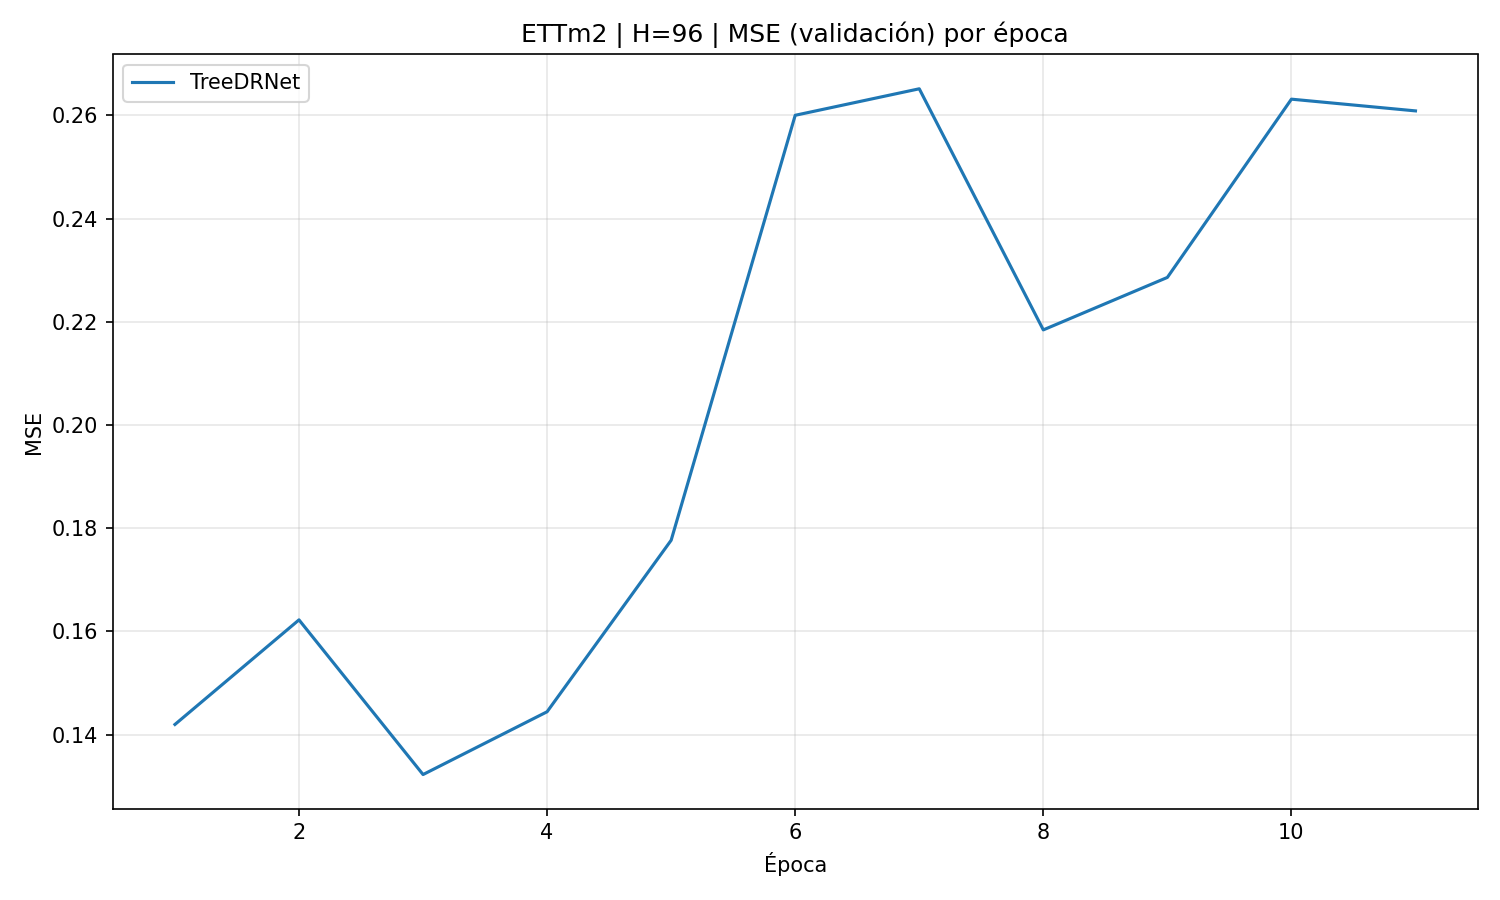 ETTm2 | H=96 | MSE (validación) por época
TreeDRNet
0.26
0.24
0.22
0.20
0.18
0.16
0.14
MSE
2 4 6 8 10
Época